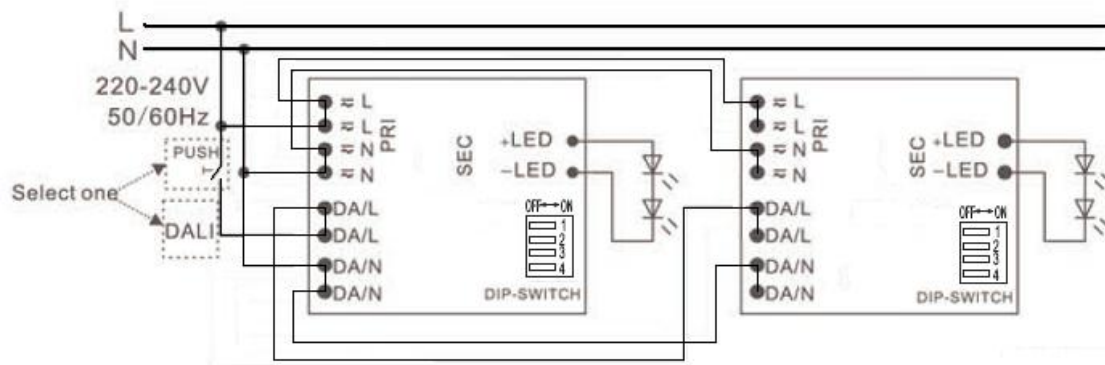 L
N
220-240V
50/60Hz
PUSH
T
Select one
DALI
≂ L
≂ L
≂ N
≂ N
PRI
DA/L
DA/L
DA/N
DA/N
SEC
+LED
−LED
OFF↔ON
1
2
3
4
DIP-SWITCH
≂ L
≂ L
≂ N
≂ N
PRI
DA/L
DA/L
DA/N
DA/N
SEC
+LED
−LED
OFF↔ON
1
2
3
4
DIP-SWITCH